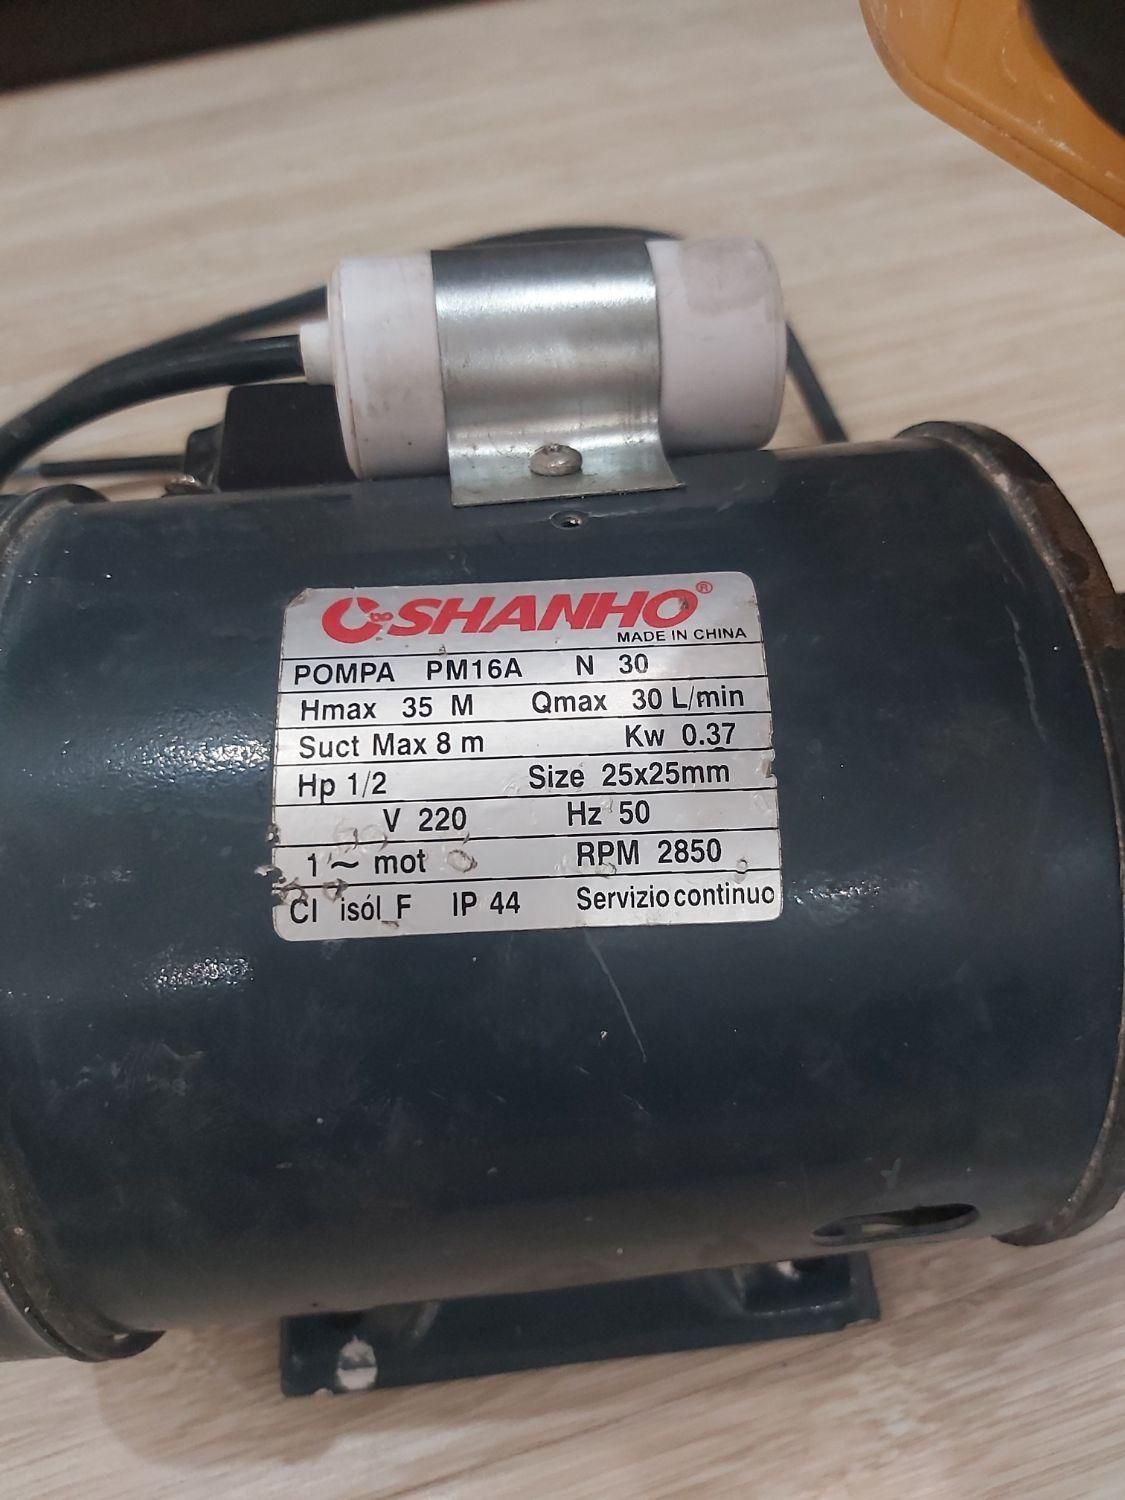 SHANHO®
MADE IN CHINA
POMPA PM16A N 30
Hmax 35 M Qmax 30 L/min
Suct Max 8 m Kw 0.37
Hp 1/2 Size 25x25mm
V 220 Hz 50
1 ~ mot RPM 2850
Cl isól F IP 44 Servizio continuo